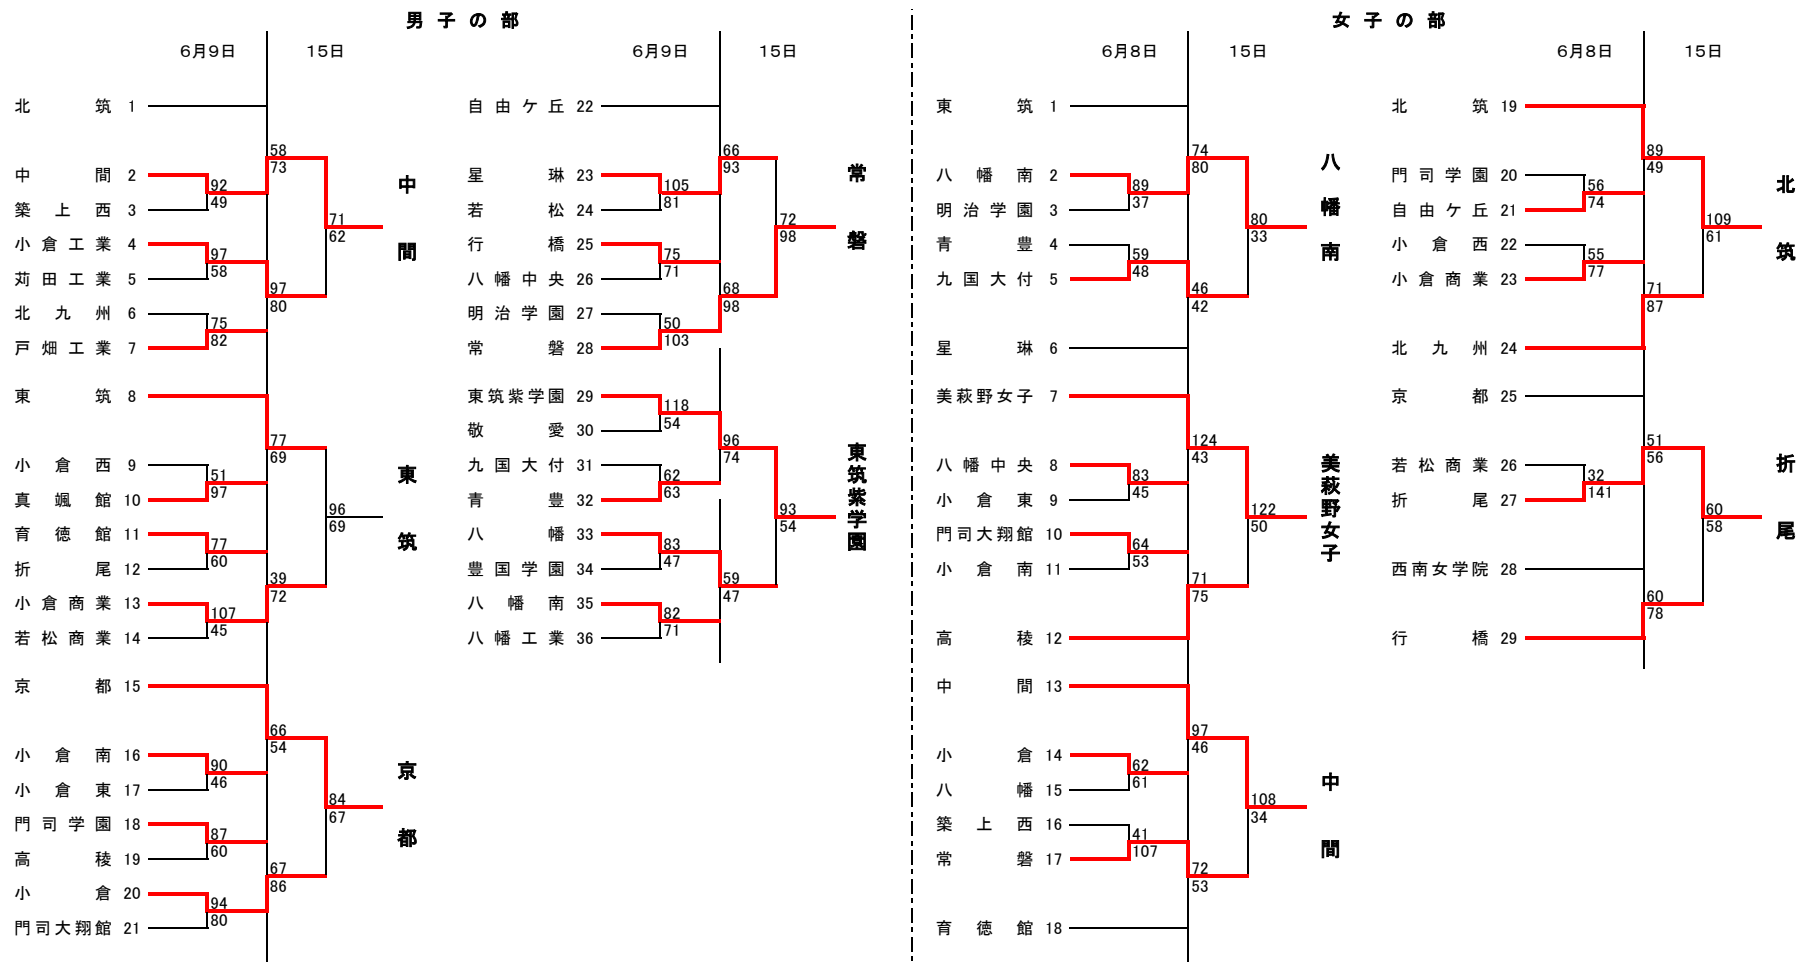 男子の部
6月9日 15日
北筑 1
58
73
中間 2
92
49
築上西 3
71
62
中間
小倉工業 4
97
58
苅田工業 5
97
80
北九州 6
75
82
戸畑工業 7
東筑 8
77
69
小倉西 9
51
97
真颯館 10
96
69
東筑
育徳館 11
77
60
折尾 12
39
72
小倉商業 13
107
45
若松商業 14
京都 15
66
54
小倉南 16
90
46
小倉東 17
84
67
京都
門司学園 18
87
60
高稜 19
67
86
小倉 20
94
80
門司大翔館 21
6月9日 15日
自由ケ丘 22
66
93
星琳 23
105
81
若松 24
72
98
常磐
行橋 25
75
71
八幡中央 26
68
98
明治学園 27
50
103
常磐 28
東筑紫学園 29
118
54
敬愛 30
96
74
九国大付 31
62
63
青豊 32
93
54
東筑紫学園
八幡 33
83
47
豊国学園 34
59
47
八幡南 35
82
71
八幡工業 36
女子の部
6月8日 15日
東筑 1
74
80
八幡南 2
89
37
明治学園 3
80
33
八幡南
青豊 4
59
48
九国大付 5
46
42
星琳 6
美萩野女子 7
124
43
八幡中央 8
83
45
小倉東 9
122
50
美萩野女子
門司大翔館 10
64
53
小倉南 11
71
75
高稜 12
中間 13
97
46
小倉 14
62
61
八幡 15
108
34
中間
築上西 16
41
107
常磐 17
72
53
育徳館 18
6月8日 15日
北筑 19
89
49
門司学園 20
56
74
自由ケ丘 21
109
61
北筑
小倉西 22
55
77
小倉商業 23
71
87
北九州 24
京都 25
51
56
若松商業 26
32
141
折尾 27
60
58
折尾
西南女学院 28
60
78
行橋 29